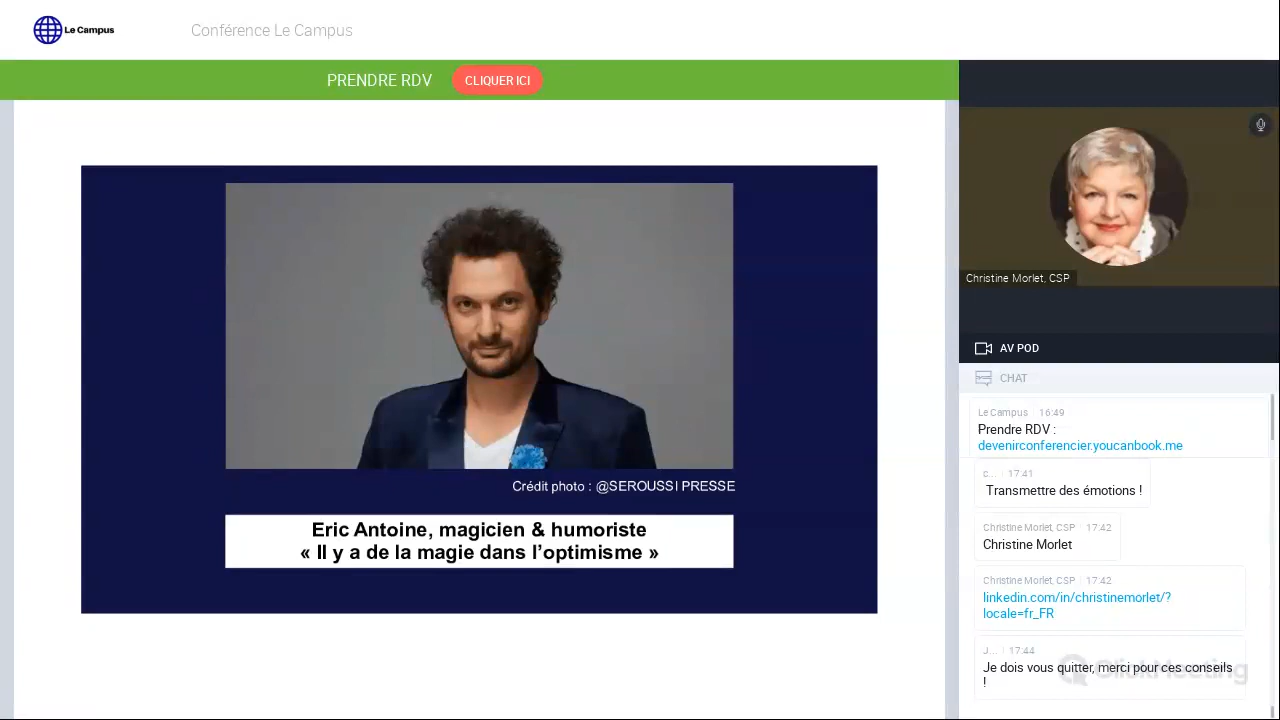 Le Campus
Conférence Le Campus
PRENDRE RDV
CLIQUER ICI
Crédit photo : @SEROUSSI PRESSE
Eric Antoine, magicien & humoriste
« Il y a de la magie dans l’optimisme »
Christine Morlet, CSP
AV POD
CHAT
Le Campus 16:49
Prendre RDV :
devenirconferencier.youcanbook.me
c... 17:41
Transmettre des émotions !
Christine Morlet, CSP 17:42
Christine Morlet
Christine Morlet, CSP 17:42
linkedin.com/in/christinemorlet/?
locale=fr_FR
J... 17:44
Je dois vous quitter, merci pour ces conseils
!
ClickMeeting